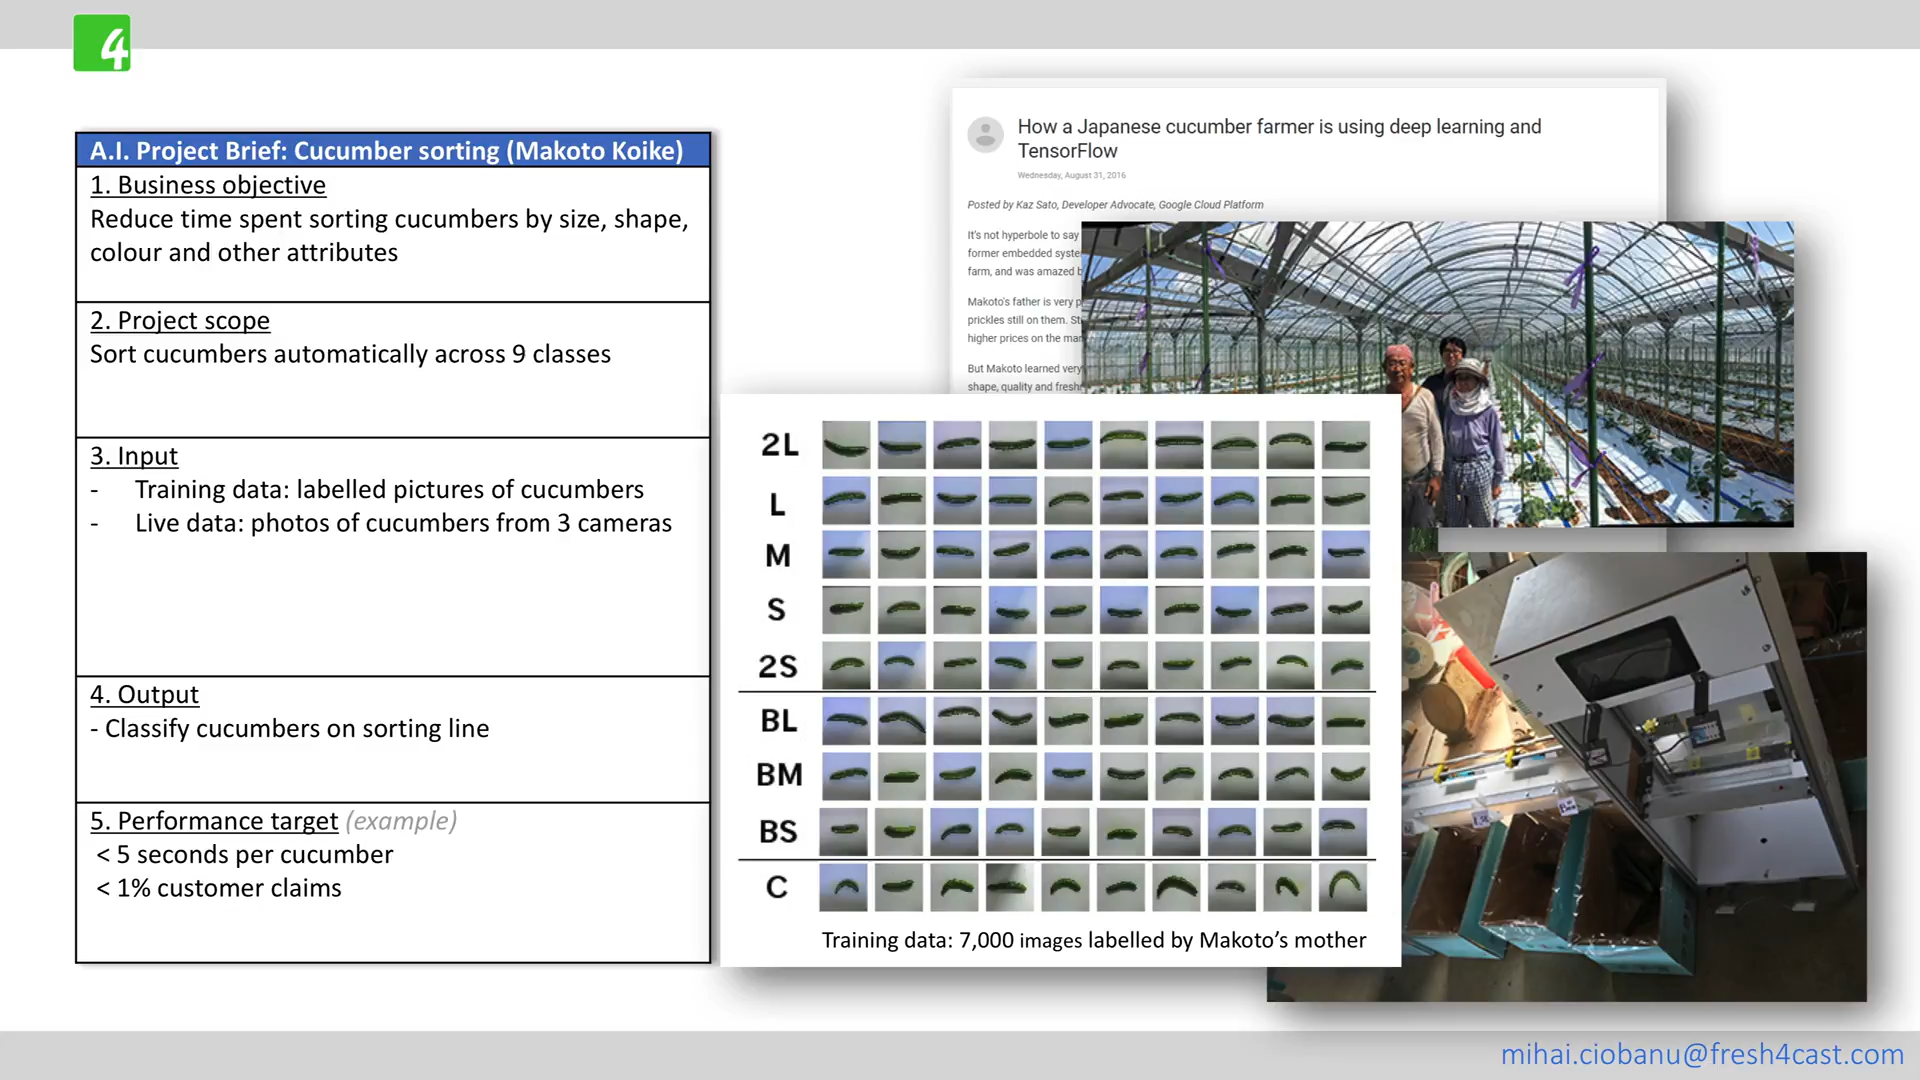 4
A.I. Project Brief: Cucumber sorting (Makoto Koike)
1. Business objective
Reduce time spent sorting cucumbers by size, shape,
colour and other attributes
2. Project scope
Sort cucumbers automatically across 9 classes
3. Input
- Training data: labelled pictures of cucumbers
- Live data: photos of cucumbers from 3 cameras
4. Output
- Classify cucumbers on sorting line
5. Performance target (example)
< 5 seconds per cucumber
< 1% customer claims
How a Japanese cucumber farmer is using deep learning and
TensorFlow
Wednesday, August 31, 2016
Posted by Kaz Sato, Developer Advocate, Google Cloud Platform
It's not hyperbole to say
former embedded syste
farm, and was amazed b
Makoto's father is very p
prickles still on them. St
higher prices on the mar
But Makoto learned very
shape, quality and freshn
2L
L
M
S
2S
BL
BM
BS
C
Training data: 7,000 images labelled by Makoto's mother
mihai.ciobanu@fresh4cast.com